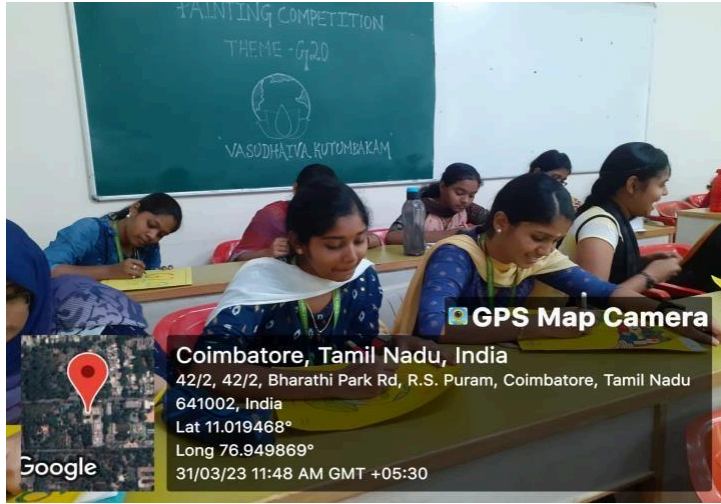 PAINTING COMPETITION
THEME - G20
VASUDHAIVA KUTUMBAKAM
GPS Map Camera
Coimbatore, Tamil Nadu, India
42/2, 42/2, Bharathi Park Rd, R.S. Puram, Coimbatore, Tamil Nadu
641002, India
Lat 11.019468°
Long 76.949869°
31/03/23 11:48 AM GMT +05:30
Google